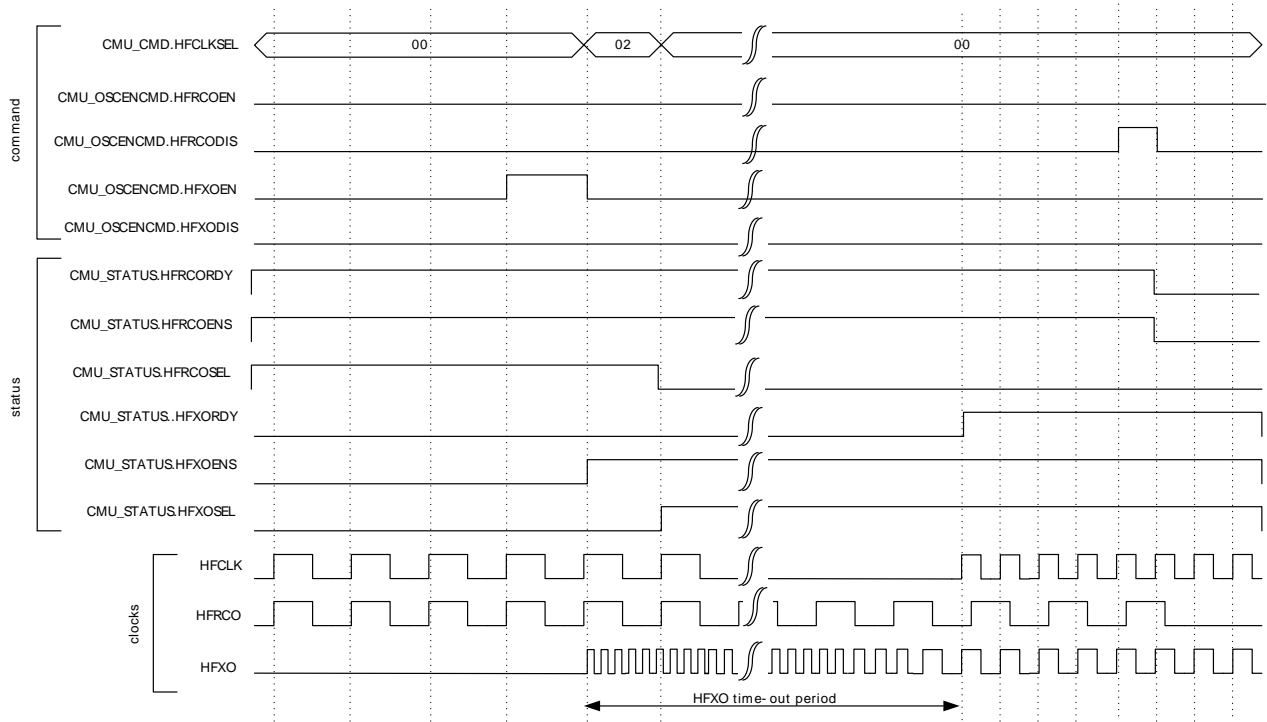 command
CMU_CMD.HFCLKSEL
00
02
00
CMU_OSCENCMD.HFRCOEN
CMU_OSCENCMD.HFRCODIS
CMU_OSCENCMD.HFXOEN
CMU_OSCENCMD.HFXODIS
status
CMU_STATUS.HFRCORDY
CMU_STATUS.HFRCOENS
CMU_STATUS.HFRCOSEL
CMU_STATUS..HFXORDY
CMU_STATUS.HFXOENS
CMU_STATUS.HFXOSEL
clocks
HFCLK
HFRCO
HFXO
HFXO time-out period